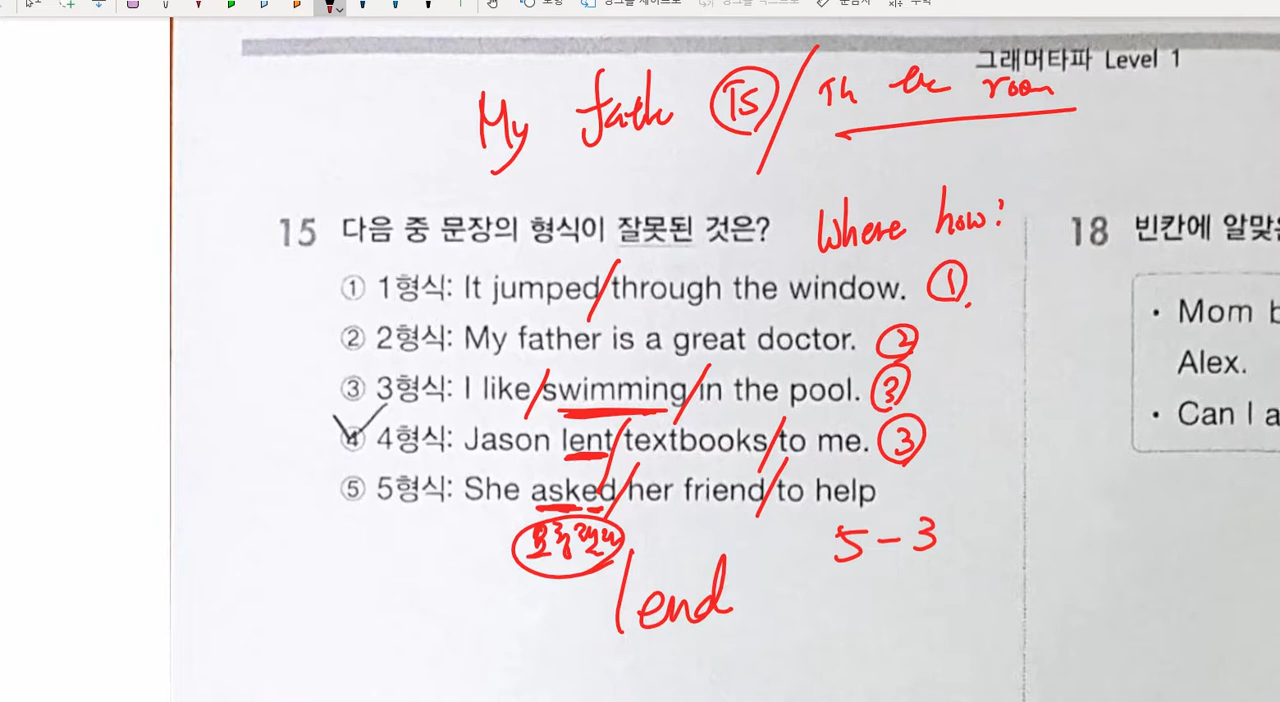 그래머타파 Level 1
My fath is / In the room
15 다음 중 문장의 형식이 잘못된 것은? Where how?
① 1형식: It jumped/through the window. ①
② 2형식: My father is a great doctor. ②
③ 3형식: I like/swimming/in the pool. ③
④ 4형식: Jason lent/textbooks/to me. ③
⑤ 5형식: She asked/her friend/to help
5-3
lend
18 빈칸에 알맞은
• Mom b
Alex.
• Can I a